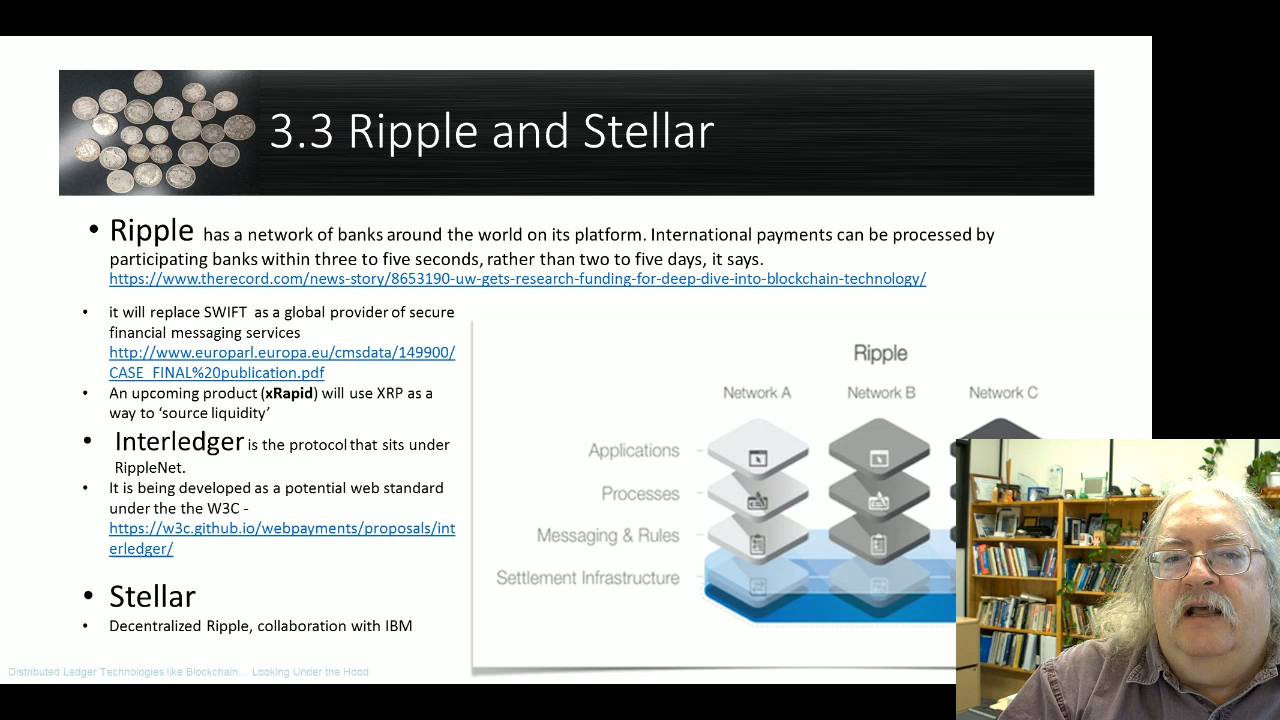 3.3 Ripple and Stellar
• Ripple has a network of banks around the world on its platform. International payments can be processed by
participating banks within three to five seconds, rather than two to five days, it says.
https://www.therecord.com/news-story/8653190-uw-gets-research-funding-for-deep-dive-into-blockchain-technology/
• it will replace SWIFT as a global provider of secure
financial messaging services
http://www.europarl.europa.eu/cmsdata/149900/
CASE_FINAL%20publication.pdf
• An upcoming product (xRapid) will use XRP as a
way to ‘source liquidity’
• Interledger is the protocol that sits under
RippleNet.
• It is being developed as a potential web standard
under the the W3C -
https://w3c.github.io/webpayments/proposals/int
erledger/
• Stellar
• Decentralized Ripple, collaboration with IBM
Ripple
Network A Network B Network C
Applications
Processes
Messaging & Rules
Settlement Infrastructure
Distributed Ledger Technologies like Blockchain... Looking Under the Hood